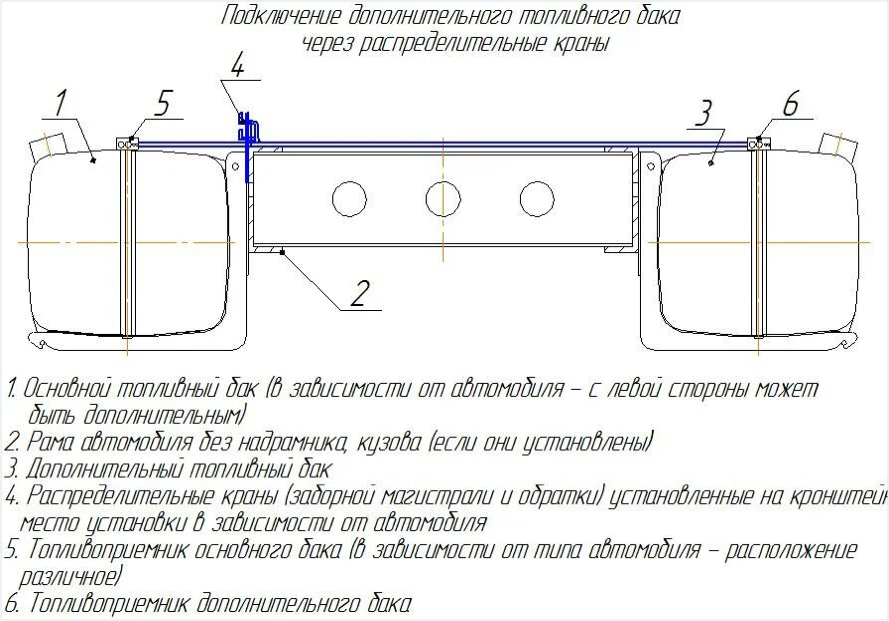 Подключение дополнительного топливного бака
через распределительные краны
4
1
5
3
6
2
1. Основной топливный бак (в зависимости от автомобиля – с левой стороны может
быть дополнительным)
2. Рама автомобиля без надрамника, кузова (если они установлены)
3. Дополнительный топливный бак
4. Распределительные краны (заборной магистрали и обратки) установленные на кронштейн
место установки в зависимости от автомобиля
5. Топливоприемник основного бака (в зависимости от типа автомобиля – расположение
различное)
6. Топливоприемник дополнительного бака